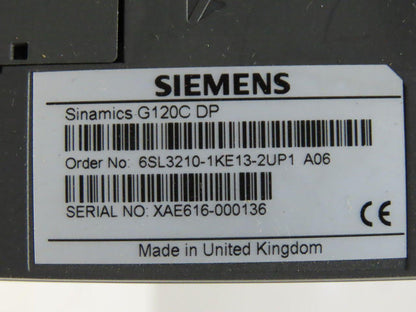 SIEMENS
Sinamics G120C DP
Order No: 6SL3210-1KE13-2UP1 A06
SERIAL NO: XAE616-000136
CE
Made in United Kingdom